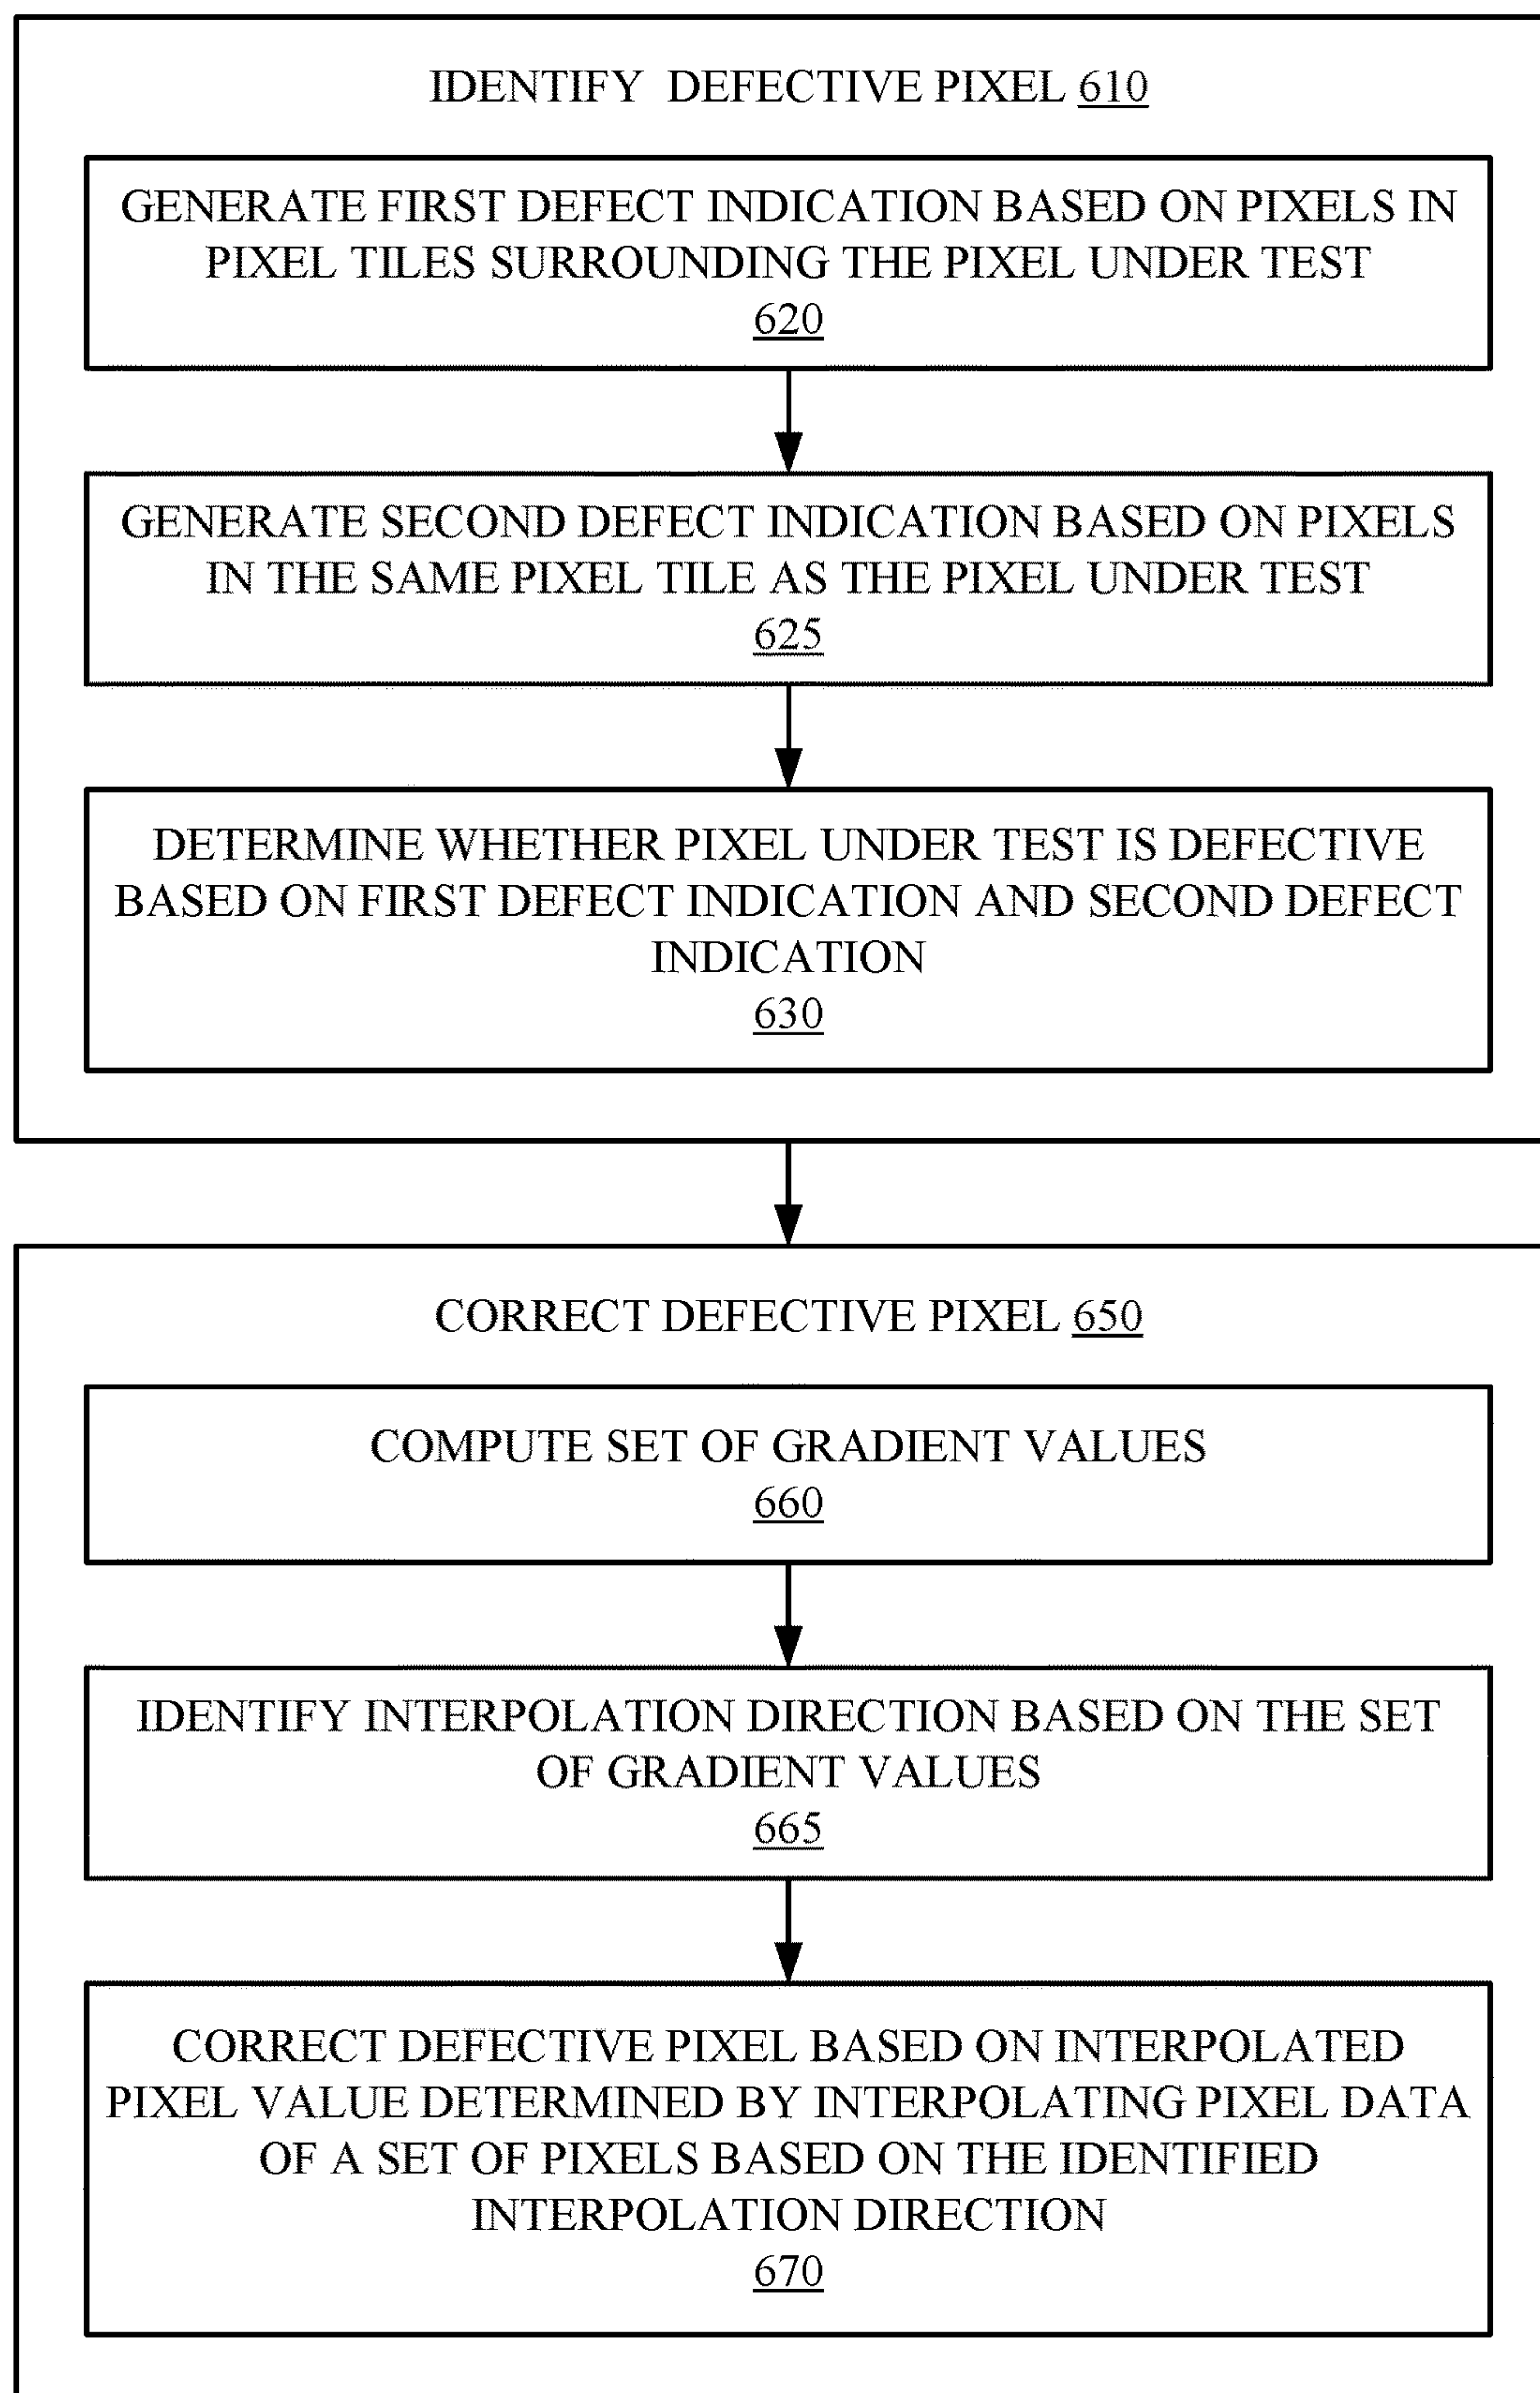 IDENTIFY DEFECTIVE PIXEL 610
GENERATE FIRST DEFECT INDICATION BASED ON PIXELS IN
PIXEL TILES SURROUNDING THE PIXEL UNDER TEST
620
GENERATE SECOND DEFECT INDICATION BASED ON PIXELS
IN THE SAME PIXEL TILE AS THE PIXEL UNDER TEST
625
DETERMINE WHETHER PIXEL UNDER TEST IS DEFECTIVE
BASED ON FIRST DEFECT INDICATION AND SECOND DEFECT
INDICATION
630
CORRECT DEFECTIVE PIXEL 650
COMPUTE SET OF GRADIENT VALUES
660
IDENTIFY INTERPOLATION DIRECTION BASED ON THE SET
OF GRADIENT VALUES
665
CORRECT DEFECTIVE PIXEL BASED ON INTERPOLATED
PIXEL VALUE DETERMINED BY INTERPOLATING PIXEL DATA
OF A SET OF PIXELS BASED ON THE IDENTIFIED
INTERPOLATION DIRECTION
670